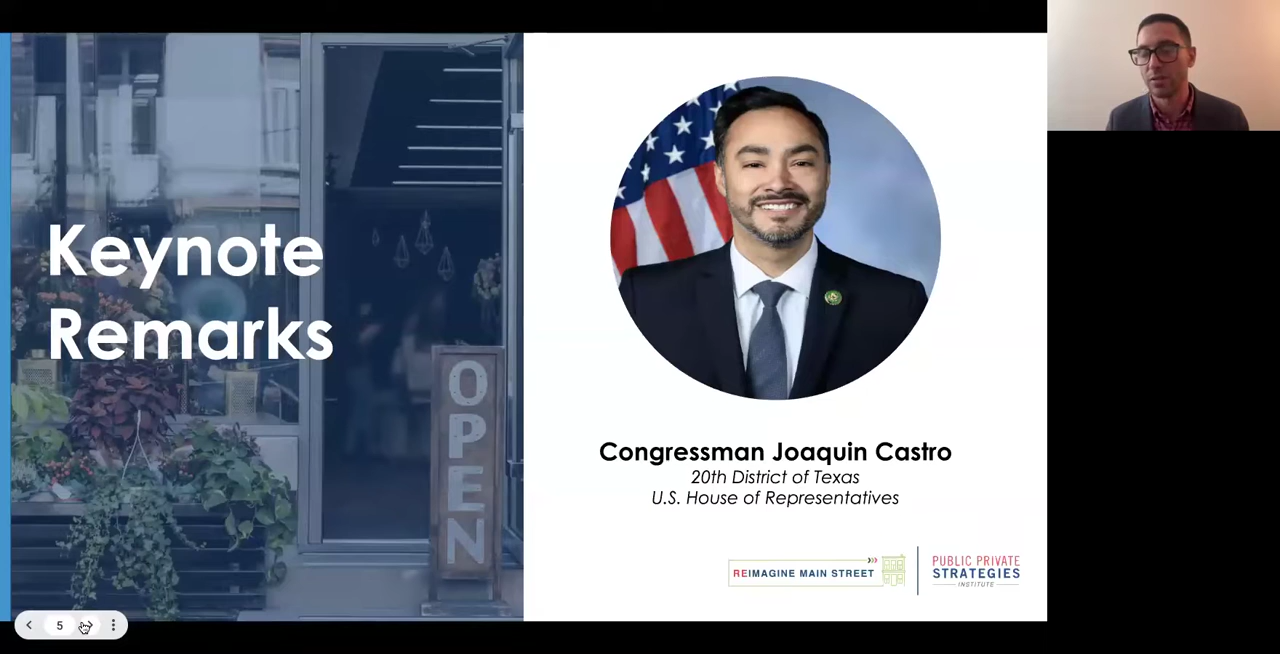 Keynote
Remarks
OPEN
Congressman Joaquin Castro
20th District of Texas
U.S. House of Representatives
REIMAGINE MAIN STREET
PUBLIC PRIVATE
STRATEGIES
INSTITUTE
5